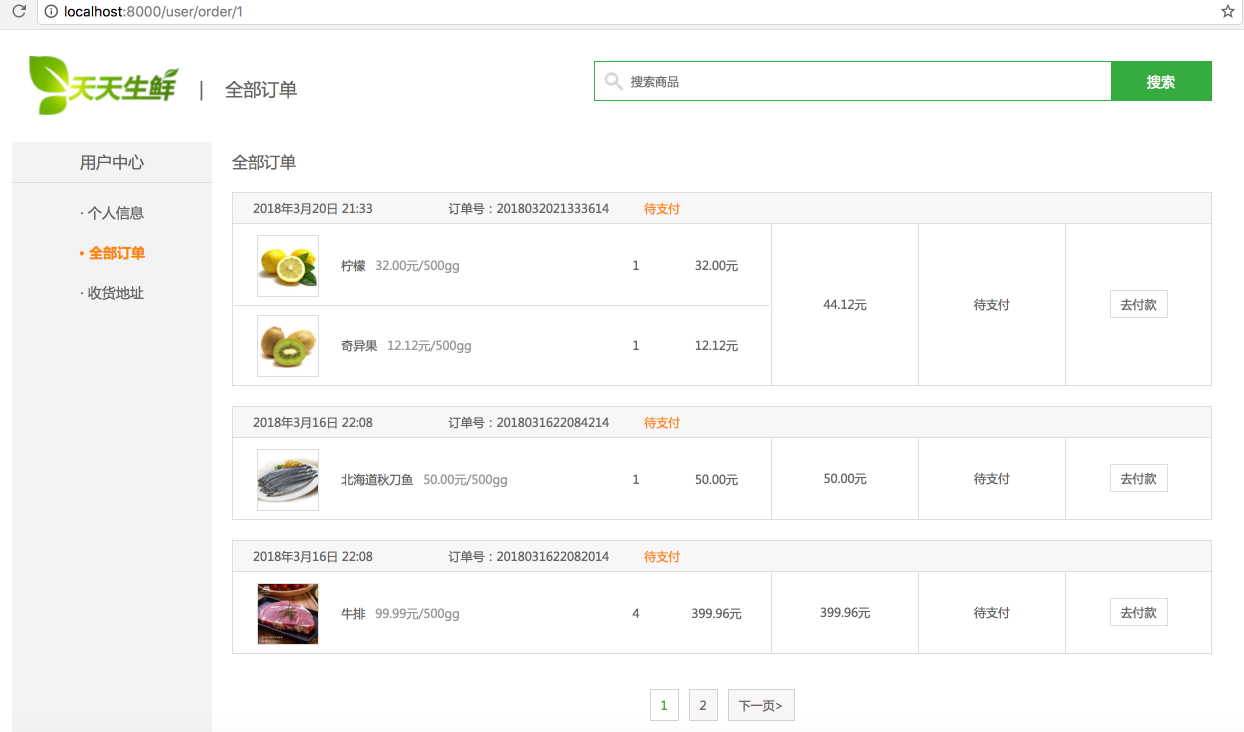 localhost:8000/user/order/1
天天生鲜 | 全部订单
搜索商品 搜索
用户中心
· 个人信息
• 全部订单
· 收货地址
全部订单
2018年3月20日 21:33 订单号：2018032021333614 待支付
柠檬 32.00元/500gg 1 32.00元
44.12元 待支付 去付款
奇异果 12.12元/500gg 1 12.12元
2018年3月16日 22:08 订单号：2018031622084214 待支付
北海道秋刀鱼 50.00元/500gg 1 50.00元 50.00元 待支付 去付款
2018年3月16日 22:08 订单号：2018031622082014 待支付
牛排 99.99元/500gg 4 399.96元 399.96元 待支付 去付款
1 2 下一页>